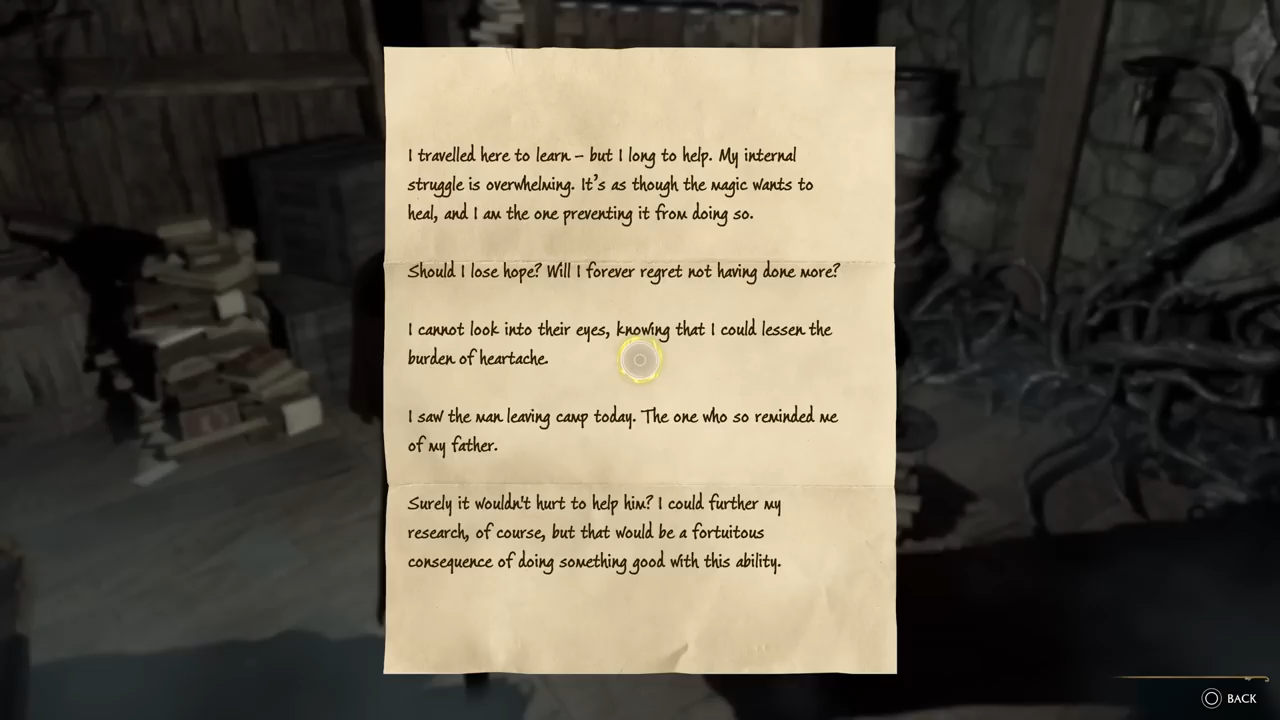 I travelled here to learn – but I long to help. My internal
struggle is overwhelming. It's as though the magic wants to
heal, and I am the one preventing it from doing so.
Should I lose hope? Will I forever regret not having done more?
I cannot look into their eyes, knowing that I could lessen the
burden of heartache.
I saw the man leaving camp today. The one who so reminded me
of my father.
Surely it wouldn't hurt to help him? I could further my
research, of course, but that would be a fortuitous
consequence of doing something good with this ability.
BACK